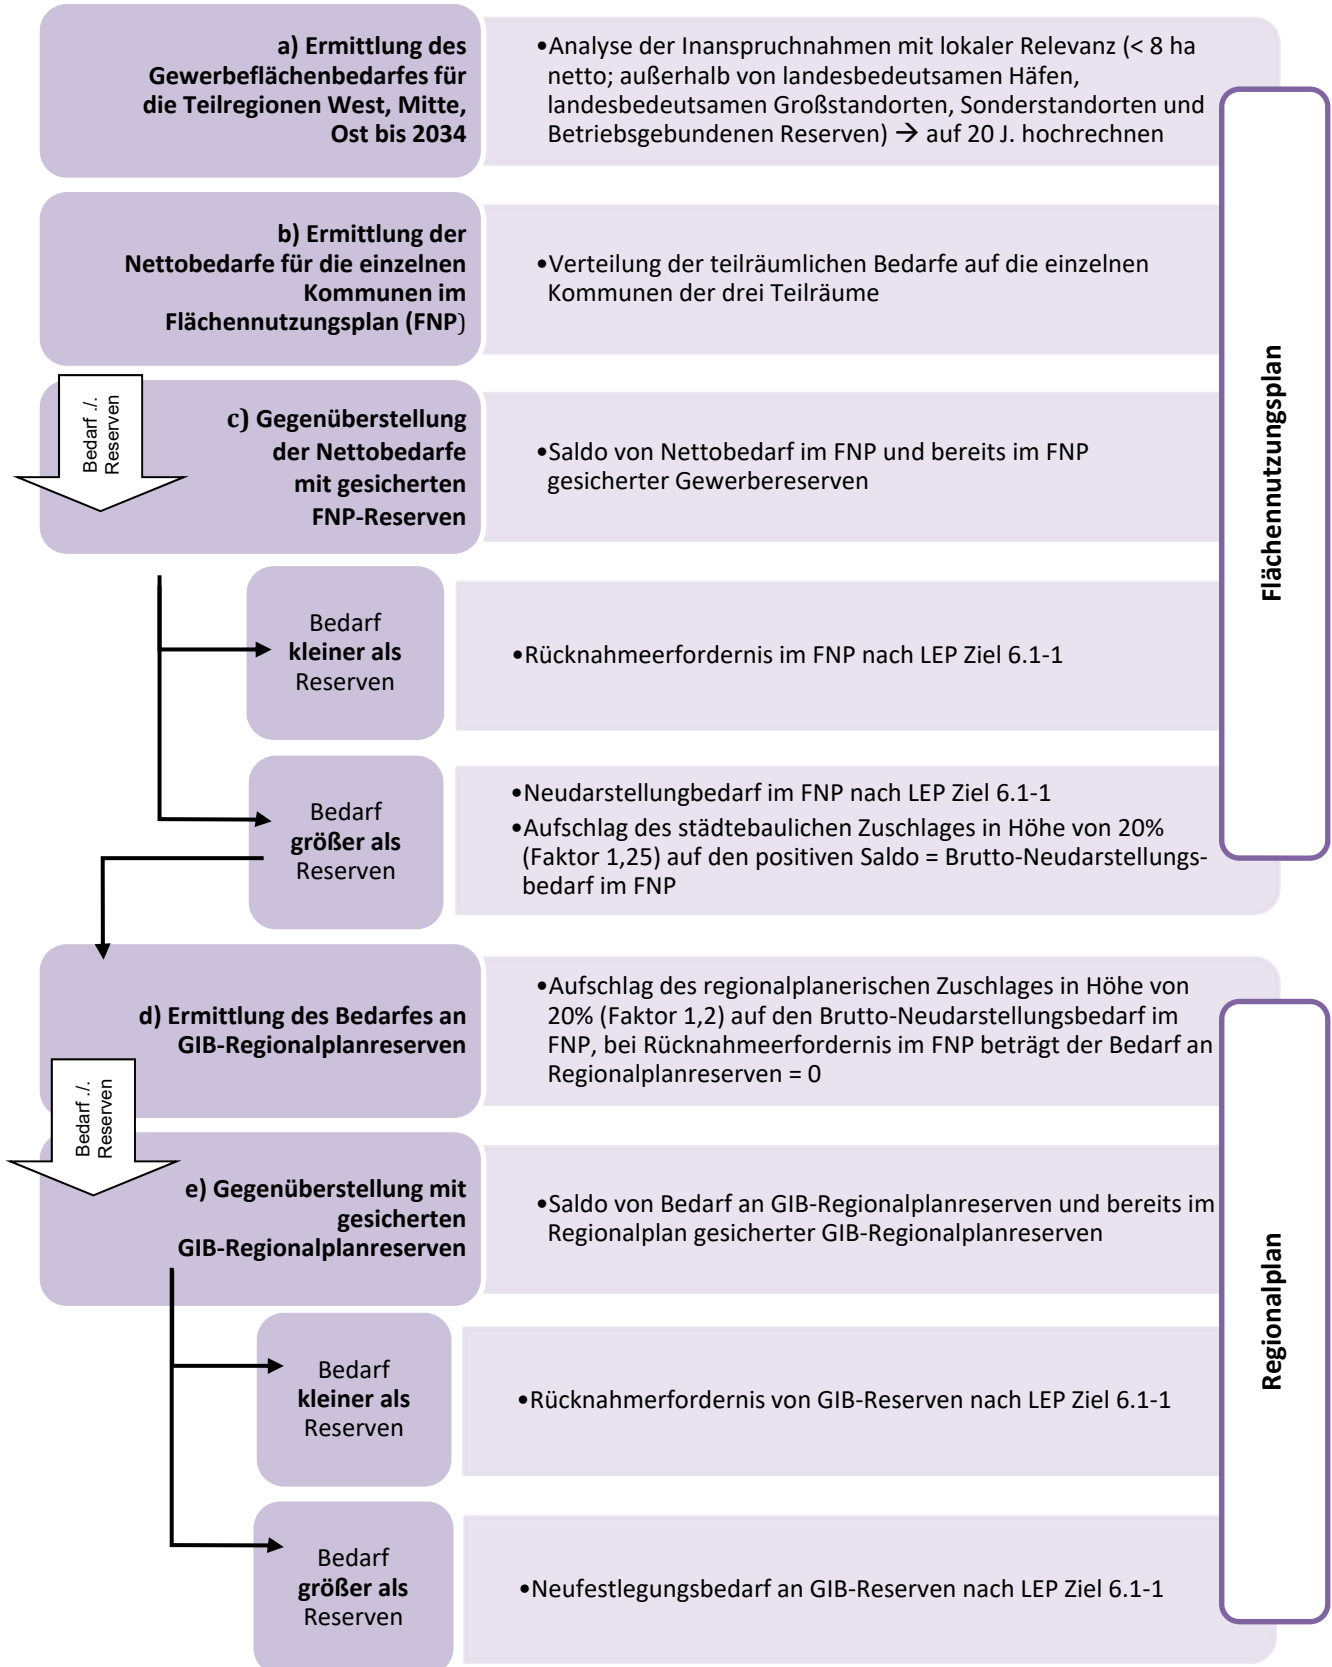 a) Ermittlung des
Gewerbeflächenbedarfes für
die Teilregionen West, Mitte,
Ost bis 2034
•Analyse der Inanspruchnahmen mit lokaler Relevanz (< 8 ha
netto; außerhalb von landesbedeutsamen Häfen,
landesbedeutsamen Großstandorten, Sonderstandorten und
Betriebsgebundenen Reserven) → auf 20 J. hochrechnen
b) Ermittlung der
Nettobedarfe für die einzelnen
Kommunen im
Flächennutzungsplan (FNP)
•Verteilung der teilräumlichen Bedarfe auf die einzelnen
Kommunen der drei Teilräume
Bedarf ./.
Reserven
c) Gegenüberstellung
der Nettobedarfe
mit gesicherten
FNP-Reserven
•Saldo von Nettobedarf im FNP und bereits im FNP
gesicherter Gewerbereserven
Bedarf
kleiner als
Reserven
•Rücknahmeerfordernis im FNP nach LEP Ziel 6.1-1
Bedarf
größer als
Reserven
•Neudarstellungbedarf im FNP nach LEP Ziel 6.1-1
•Aufschlag des städtebaulichen Zuschlages in Höhe von 20%
(Faktor 1,25) auf den positiven Saldo = Brutto-Neudarstellungs-
bedarf im FNP
Flächennutzungsplan
d) Ermittlung des Bedarfes an
GIB-Regionalplanreserven
•Aufschlag des regionalplanerischen Zuschlages in Höhe von
20% (Faktor 1,2) auf den Brutto-Neudarstellungsbedarf im
FNP, bei Rücknahmeerfordernis im FNP beträgt der Bedarf an
Regionalplanreserven = 0
Bedarf ./.
Reserven
e) Gegenüberstellung mit
gesicherten
GIB-Regionalplanreserven
•Saldo von Bedarf an GIB-Regionalplanreserven und bereits im
Regionalplan gesicherter GIB-Regionalplanreserven
Bedarf
kleiner als
Reserven
•Rücknahmerfordernis von GIB-Reserven nach LEP Ziel 6.1-1
Bedarf
größer als
Reserven
•Neufestlegungsbedarf an GIB-Reserven nach LEP Ziel 6.1-1
Regionalplan